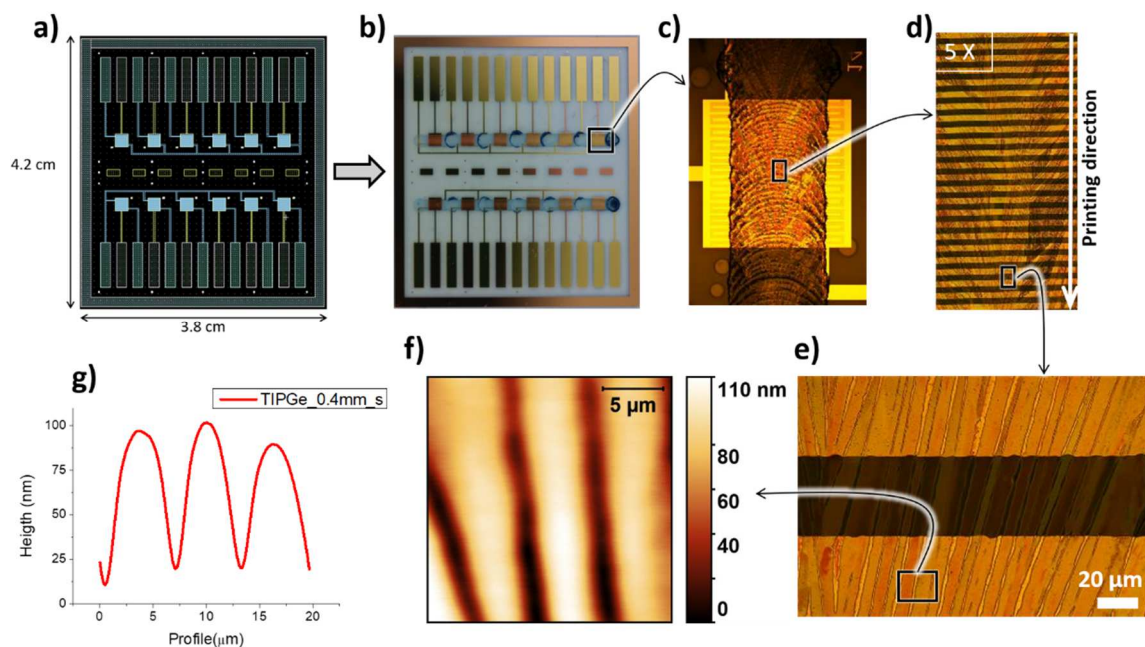 a)
4.2 cm
3.8 cm
b)
c)
d)
5 X
Printing direction
e)
20 µm
f)
5 µm
110 nm
80
60
40
20
0
g)
TIPGe_0.4mm_s
100
75
50
25
0
Heigth (nm)
0
5
10
15
20
Profile(µm)